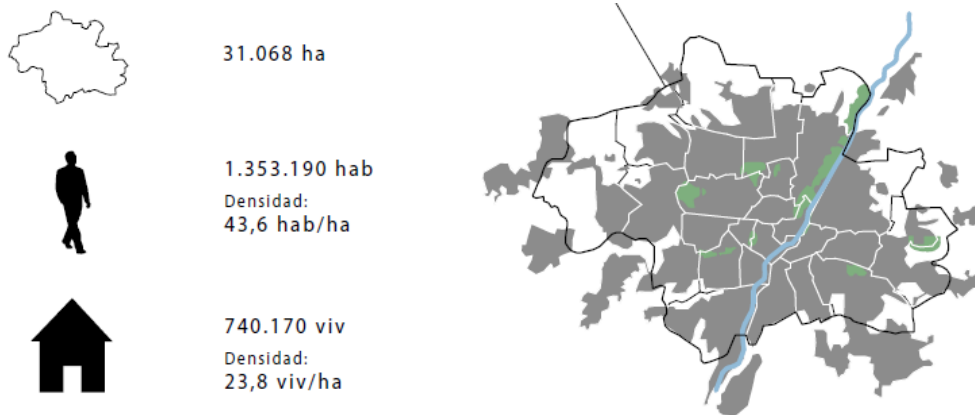 31.068 ha
1.353.190 hab
Densidad:
43,6 hab/ha
740.170 viv
Densidad:
23,8 viv/ha